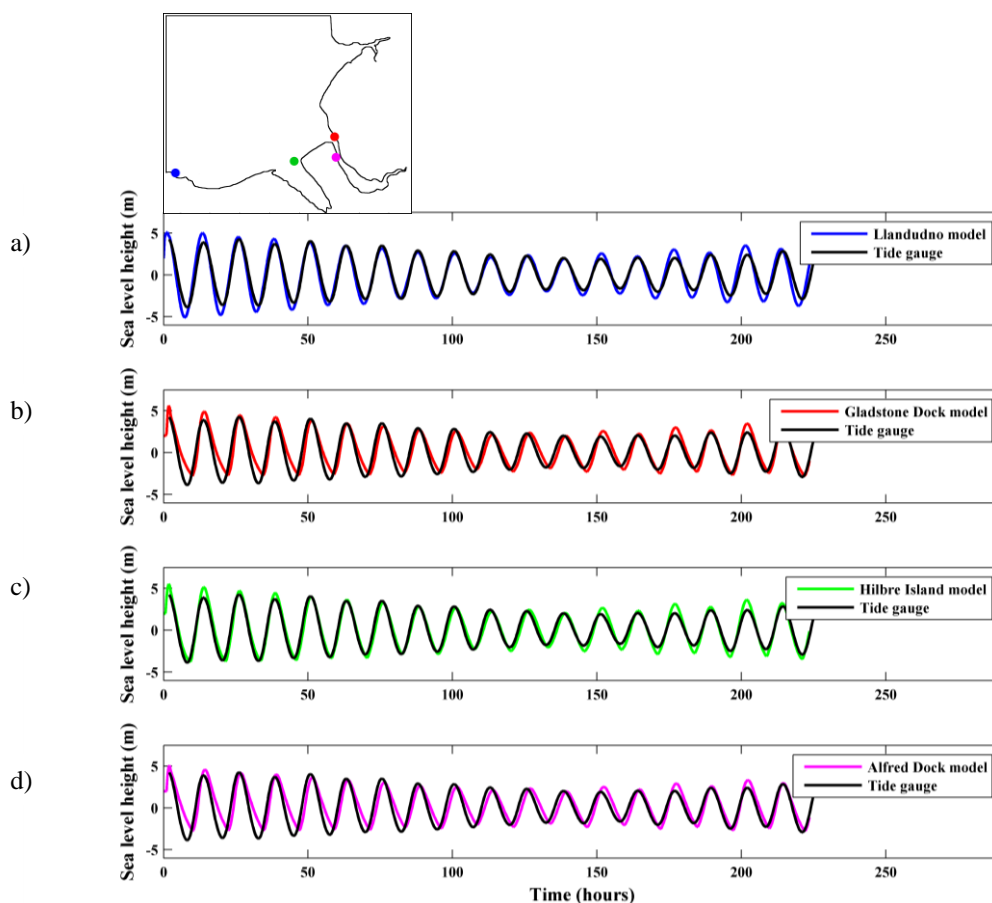 a)
Sea level height (m)
5
0
-5
Llandudno model
Tide gauge
0 50 100 150 200 250
b)
Sea level height (m)
5
0
-5
Gladstone Dock model
Tide gauge
0 50 100 150 200 250
c)
Sea level height (m)
5
0
-5
Hilbre Island model
Tide gauge
0 50 100 150 200 250
d)
Sea level height (m)
5
0
-5
Alfred Dock model
Tide gauge
0 50 100 150 200 250
Time (hours)